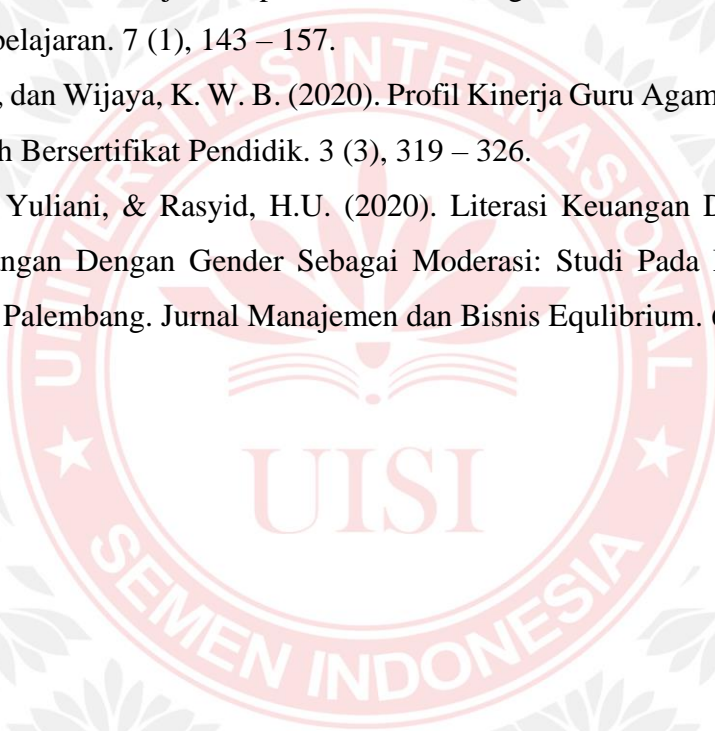 belajaran. 7 (1), 143 – 157.
, dan Wijaya, K. W. B. (2020). Profil Kinerja Guru Agam
h Bersertifikat Pendidik. 3 (3), 319 – 326.
Yuliani, & Rasyid, H.U. (2020). Literasi Keuangan D
ngan Dengan Gender Sebagai Moderasi: Studi Pada
Palembang. Jurnal Manajemen dan Bisnis Equlibrium.
UNIVERSITAS INTERNASIONAL
UISI
SEMEN INDONESIA